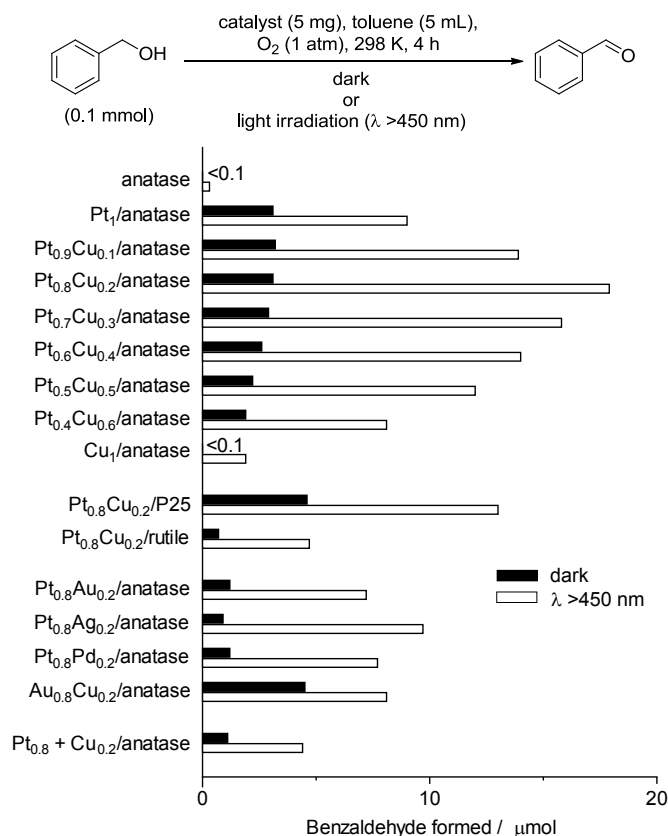 OH
(0.1 mmol)
catalyst (5 mg), toluene (5 mL),
O₂ (1 atm), 298 K, 4 h
dark
or
light irradiation (λ >450 nm)
O
anatase
<0.1
Pt₁/anatase
Pt₀.₉Cu₀.₁/anatase
Pt₀.₈Cu₀.₂/anatase
Pt₀.₇Cu₀.₃/anatase
Pt₀.₆Cu₀.₄/anatase
Pt₀.₅Cu₀.₅/anatase
Pt₀.₄Cu₀.₆/anatase
Cu₁/anatase
<0.1
Pt₀.₈Cu₀.₂/P25
Pt₀.₈Cu₀.₂/rutile
Pt₀.₈Au₀.₂/anatase
Pt₀.₈Ag₀.₂/anatase
Pt₀.₈Pd₀.₂/anatase
Au₀.₈Cu₀.₂/anatase
Pt₀.₈ + Cu₀.₂/anatase
dark
λ >450 nm
0 10 20
Benzaldehyde formed / μmol